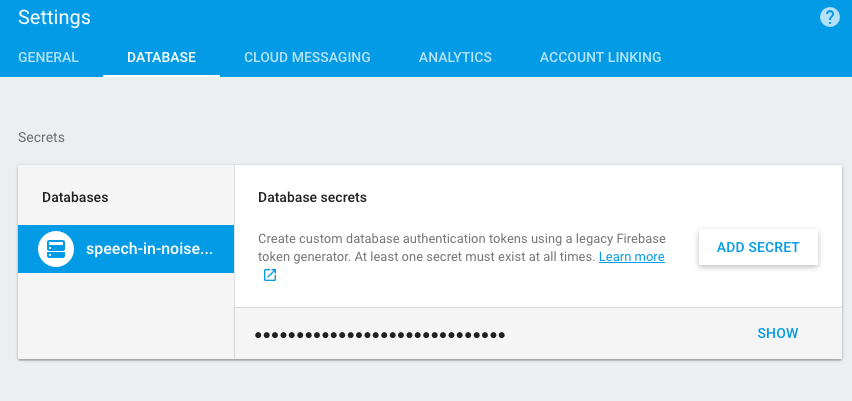 Settings
GENERAL DATABASE CLOUD MESSAGING ANALYTICS ACCOUNT LINKING
Secrets
Databases
speech-in-noise...
Database secrets
Create custom database authentication tokens using a legacy Firebase
token generator. At least one secret must exist at all times. Learn more
ADD SECRET
••••••••••••••••••••••••••••••
SHOW